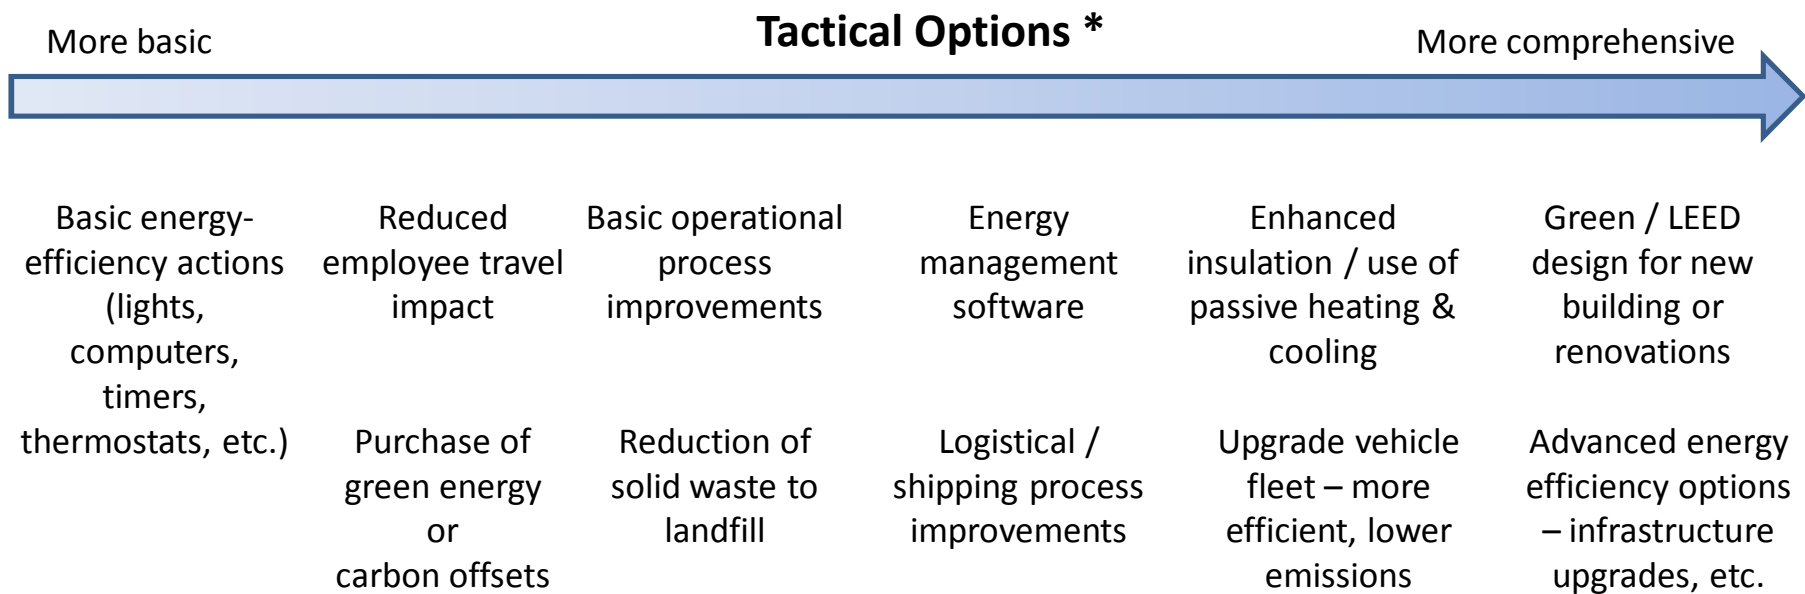 Tactical Options *
More basic
More comprehensive
Basic energy-
efficiency actions
(lights,
computers,
timers,
thermostats, etc.)
Reduced
employee travel
impact
Purchase of
green energy
or
carbon offsets
Basic operational
process
improvements
Reduction of
solid waste to
landfill
Energy
management
software
Logistical /
shipping process
improvements
Enhanced
insulation / use of
passive heating &
cooling
Upgrade vehicle
fleet – more
efficient, lower
emissions
Green / LEED
design for new
building or
renovations
Advanced energy
efficiency options
– infrastructure
upgrades, etc.